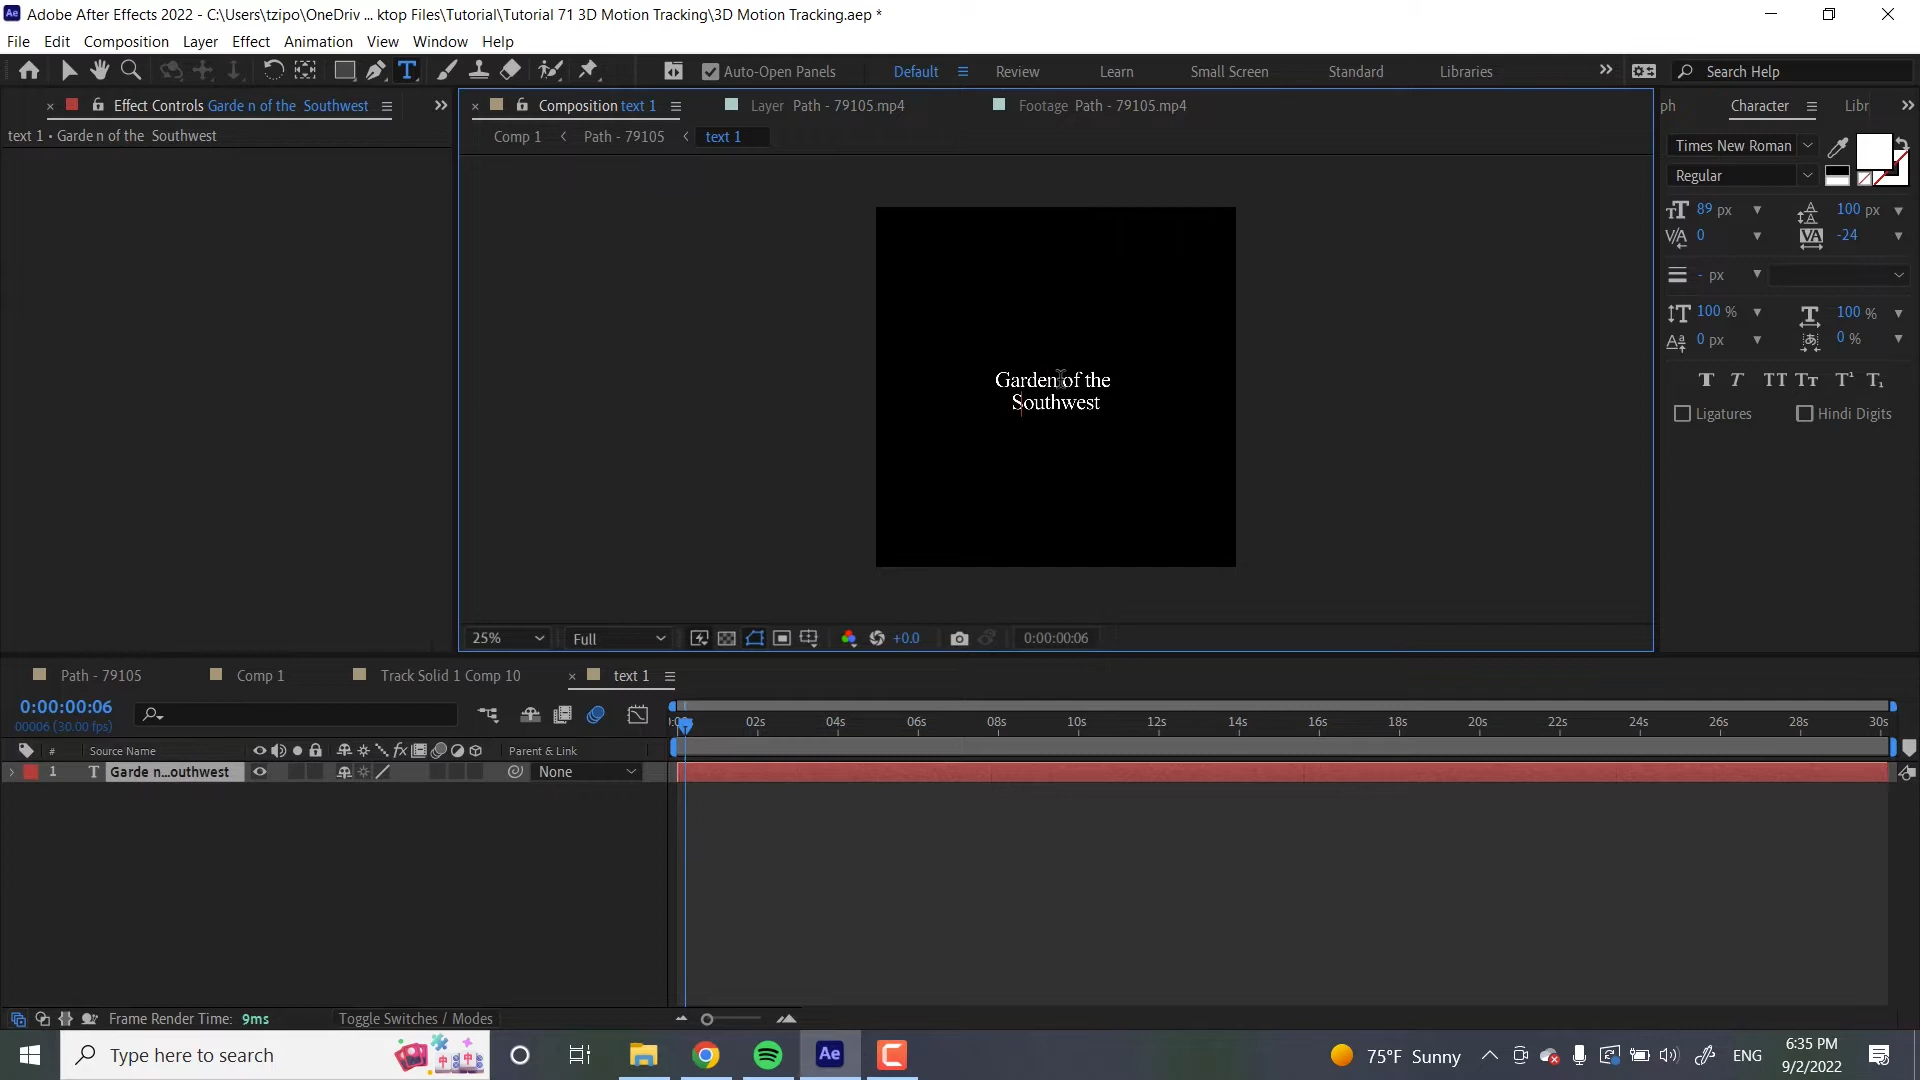 Adobe After Effects 2022 - C:\Users\tzipo\OneDriv ... ktop Files\Tutorial\Tutorial 71 3D Motion Tracking\3D Motion Tracking.aep *
File Edit Composition Layer Effect Animation View Window Help
Auto-Open Panels Default Review Learn Small Screen Standard Libraries Search Help
Effect Controls Garde n of the Southwest
Composition text 1 Layer Path - 79105.mp4 Footage Path - 79105.mp4
ph Character Libr
text 1 • Garde n of the Southwest
Comp 1 Path - 79105 text 1
Times New Roman
Regular
89 px 100 px
0 -24
- px
100 % 100 %
0 px 0 %
Ligatures Hindi Digits
Garden of the
Southwest
25% Full +0.0 0:00:00:06
Path - 79105 Comp 1 Track Solid 1 Comp 10 text 1
0:00:00:06
00006 (30.00 fps)
02s 04s 06s 08s 10s 12s 14s 16s 18s 20s 22s 24s 26s 28s 30s
# Source Name Parent & Link
1 T Garde n...outhwest None
Frame Render Time: 9ms Toggle Switches / Modes
Type here to search
75°F Sunny ENG 6:35 PM
9/2/2022